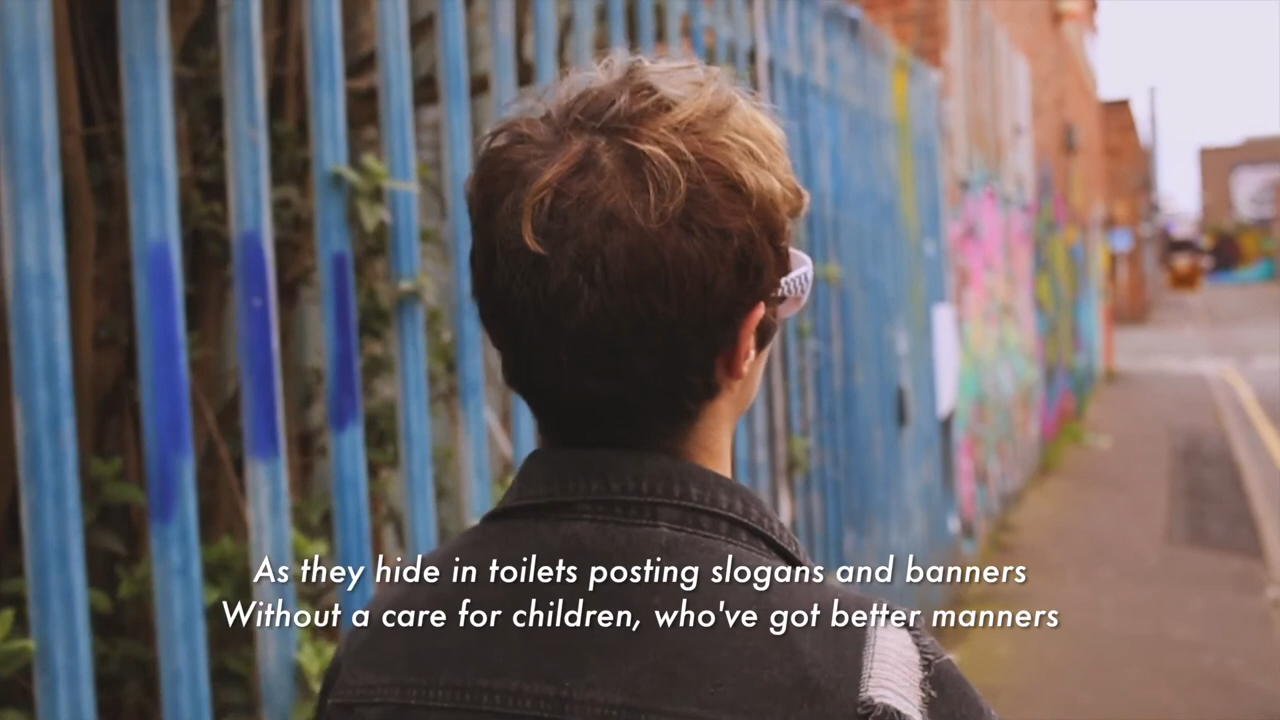 As they hide in toilets posting slogans and banners
Without a care for children, who've got better manners